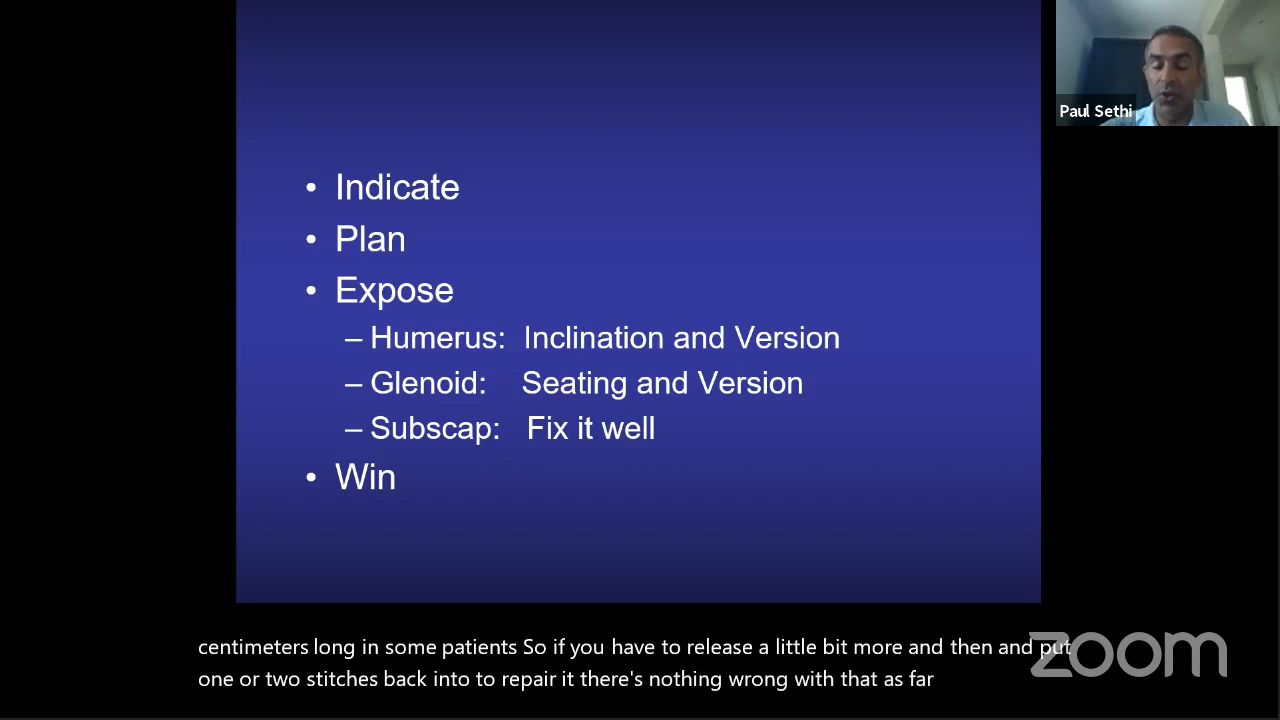 Paul Sethi
• Indicate
• Plan
• Expose
– Humerus: Inclination and Version
– Glenoid: Seating and Version
– Subscap: Fix it well
• Win
centimeters long in some patients So if you have to release a little bit more and then and put
one or two stitches back into to repair it there's nothing wrong with that as far
zoom